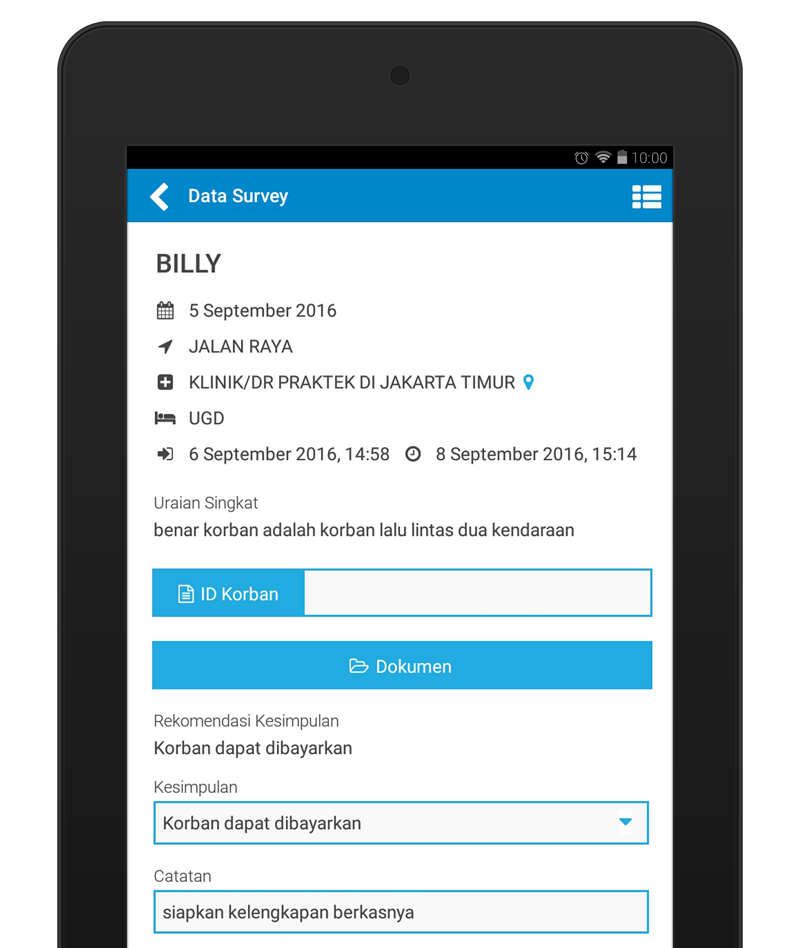 10:00
Data Survey
BILLY
5 September 2016
JALAN RAYA
KLINIK/DR PRAKTEK DI JAKARTA TIMUR
UGD
6 September 2016, 14:58 8 September 2016, 15:14
Uraian Singkat
benar korban adalah korban lalu lintas dua kendaraan
ID Korban
Dokumen
Rekomendasi Kesimpulan
Korban dapat dibayarkan
Kesimpulan
Korban dapat dibayarkan
Catatan
siapkan kelengkapan berkasnya